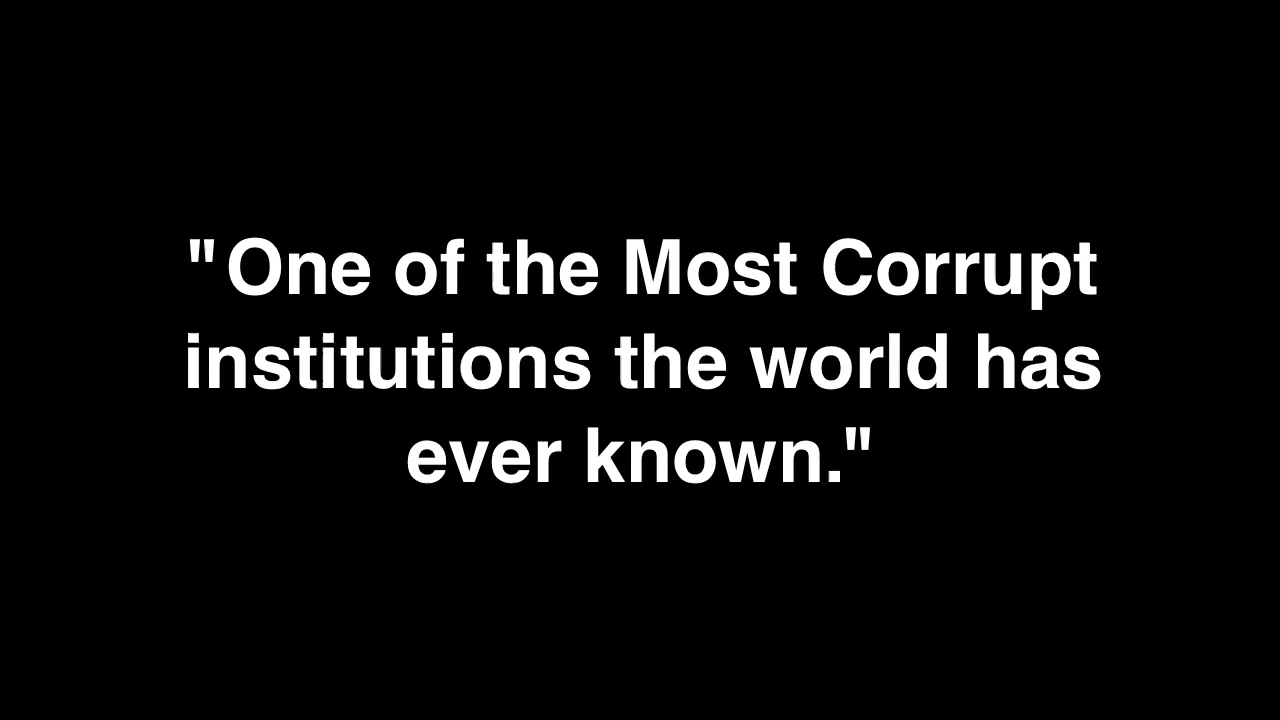 "One of the Most Corrupt
institutions the world has
ever known."